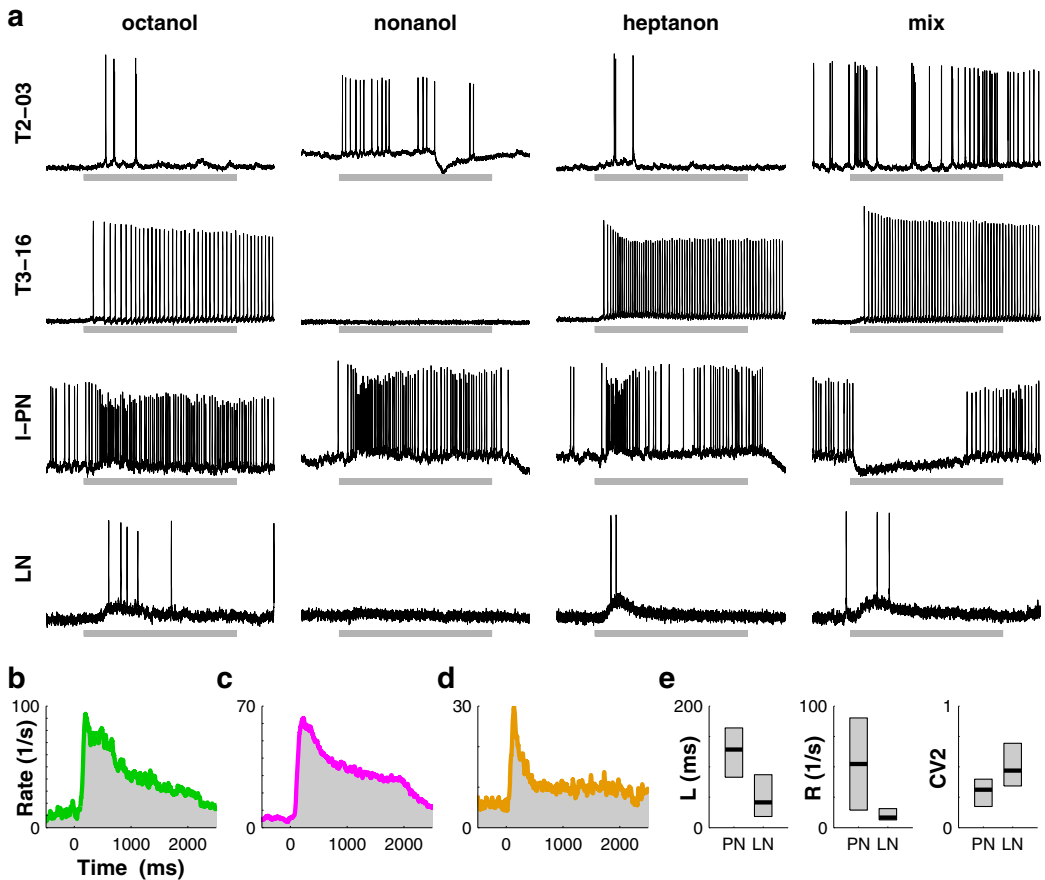 a
octanol nonanol heptanon mix
T2-03
T3-16
l-PN
LN
b c d e
100
0
Rate (1/s)
0 1000 2000
Time (ms)
70
0
0 1000 2000
30
0
0 1000 2000
200
0
L (ms)
PN LN
100
0
R (1/s)
PN LN
1
0
CV2
PN LN